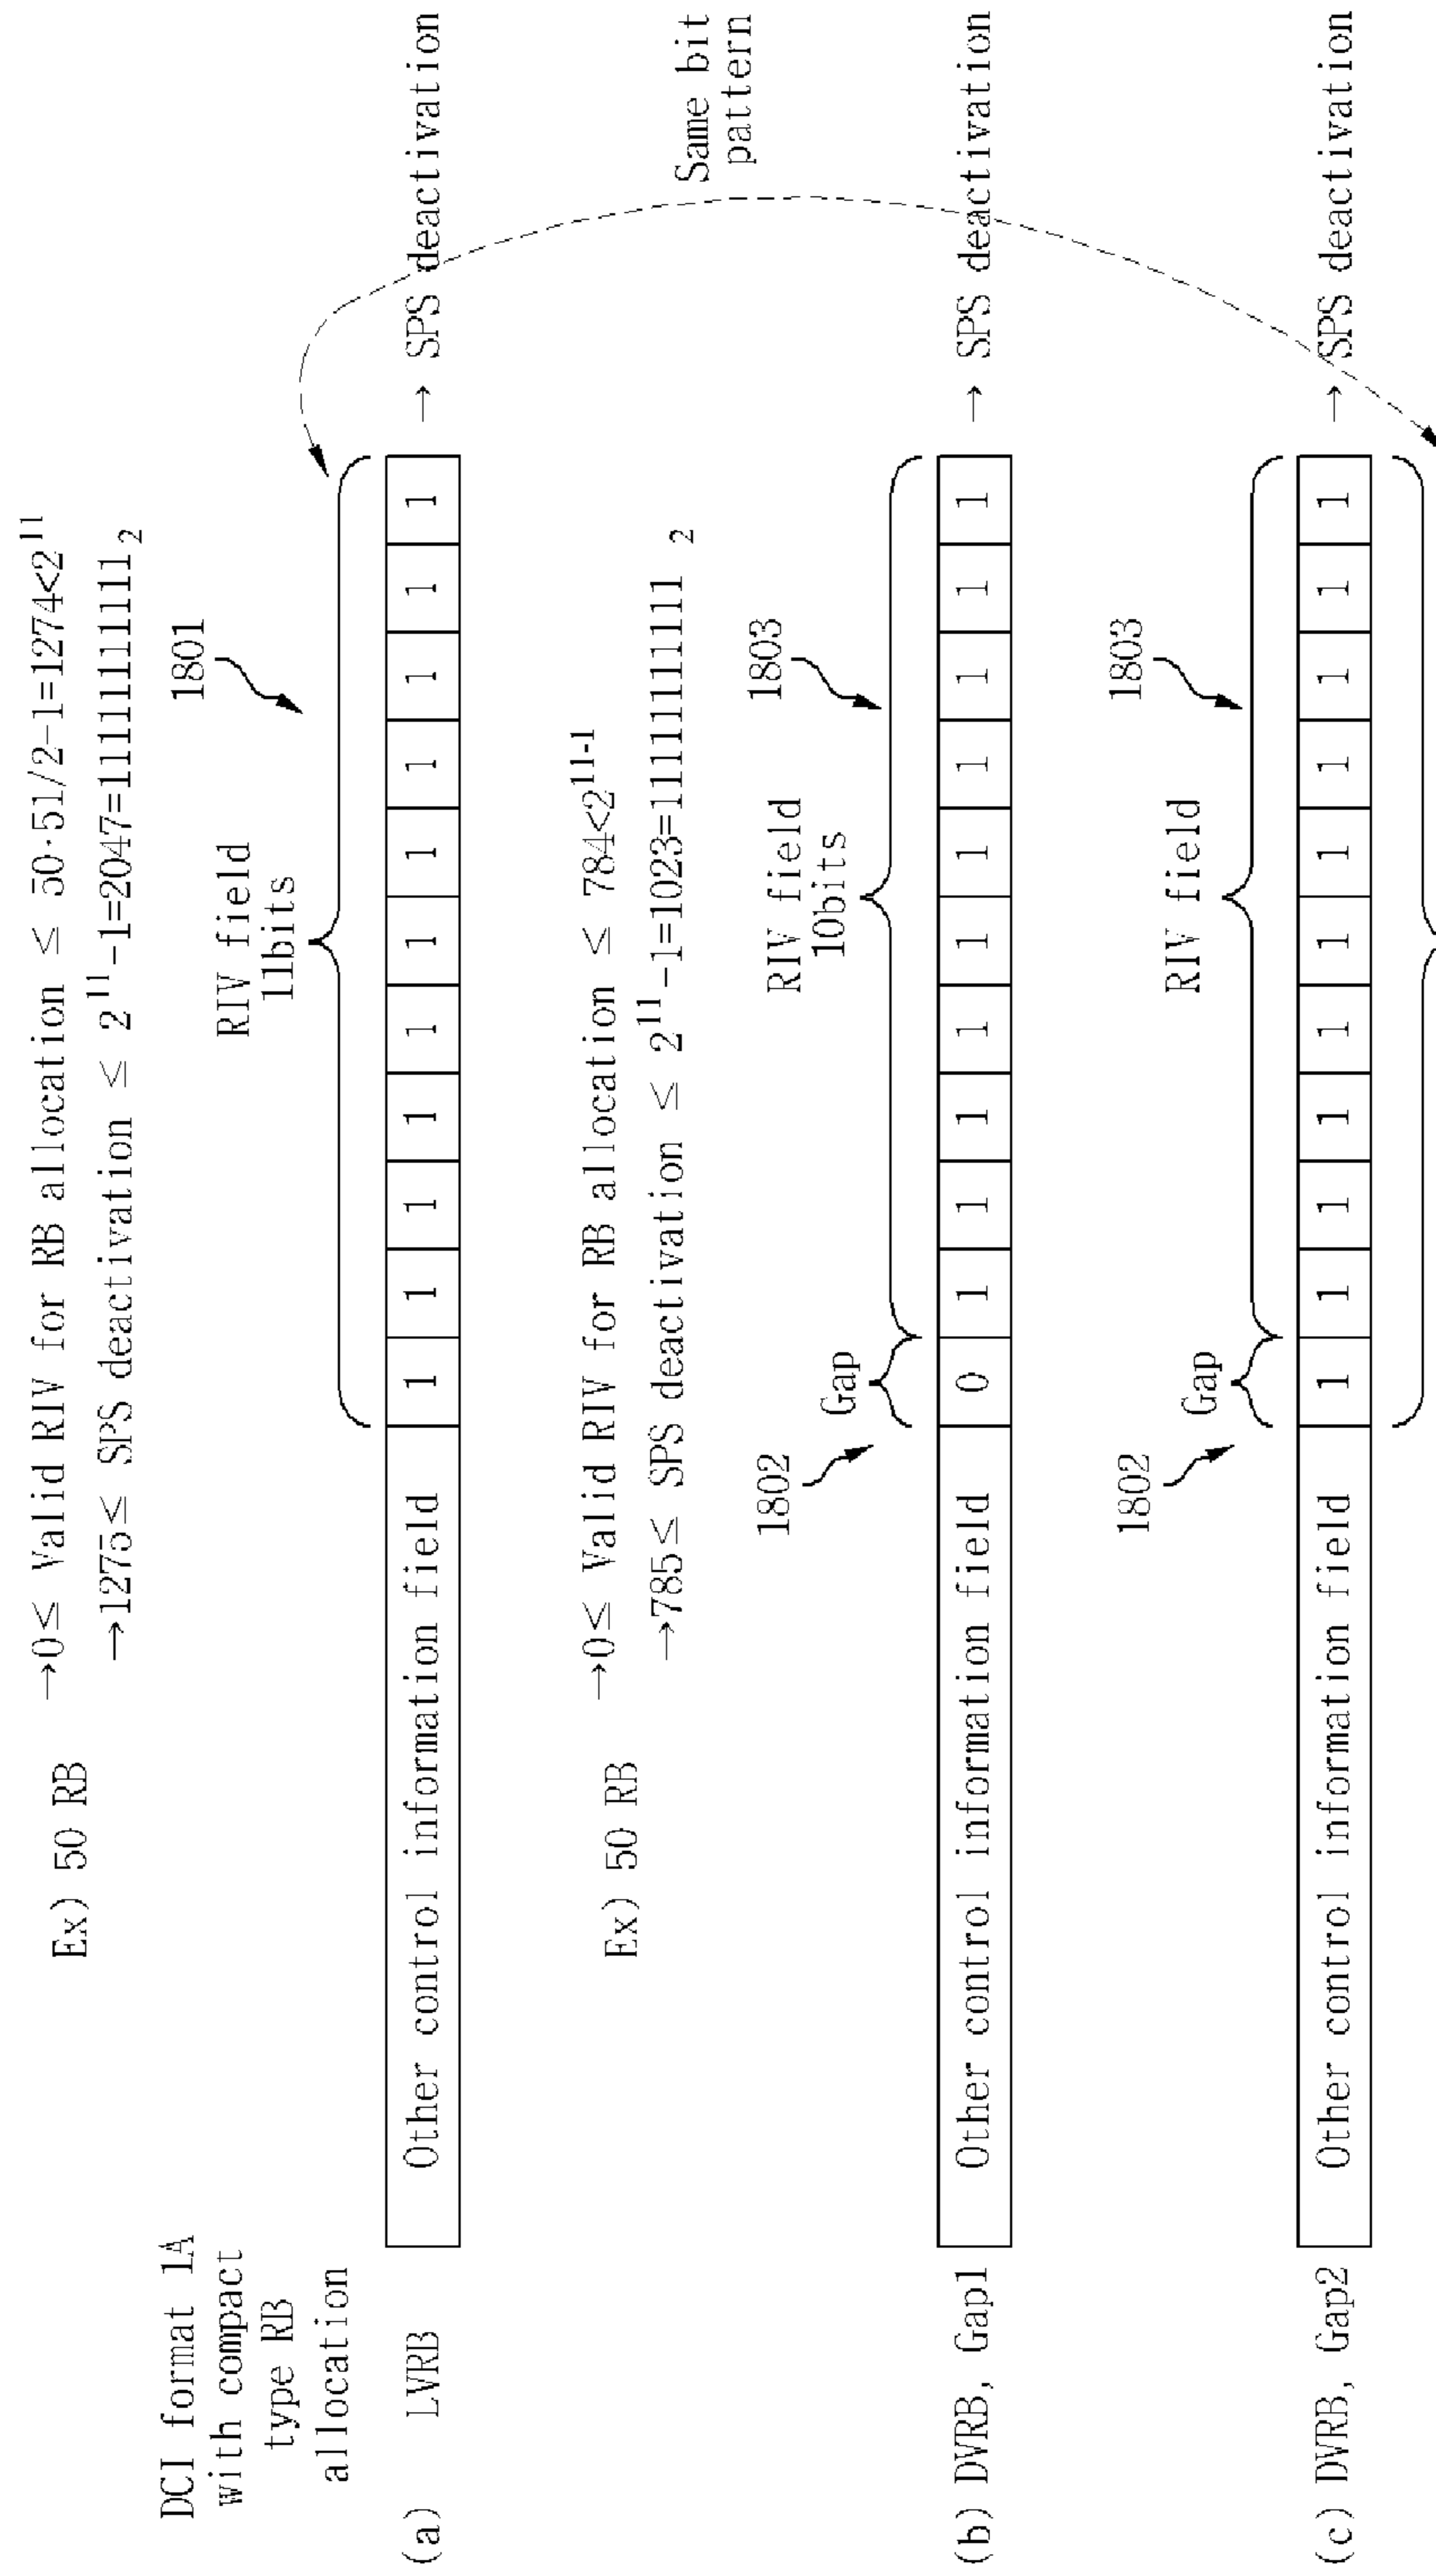 Ex) 50 RB →0≤ Valid RIV for RB allocation ≤ 50·51/2-1=1274<2^11
→1275≤ SPS deactivation ≤ 2^11-1=2047=11111111111₂
DCI format 1A
with compact
type RB
allocation
1801
RIV field
11bits
(a) LVRB Other control information field 1 1 1 1 1 1 1 1 1 1 1 → SPS deactivation
Ex) 50 RB →0≤ Valid RIV for RB allocation ≤ 784<2^11-1
→785≤ SPS deactivation ≤ 2^11-1=1023=1111111111₂
Same bit
pattern
1802 Gap RIV field 1803
10bits
(b) DVRB, Gap1 Other control information field 0 1 1 1 1 1 1 1 1 1 1 → SPS deactivation
1802 Gap RIV field 1803
(c) DVRB, Gap2 Other control information field 1 1 1 1 1 1 1 1 1 1 1 → SPS deactivation